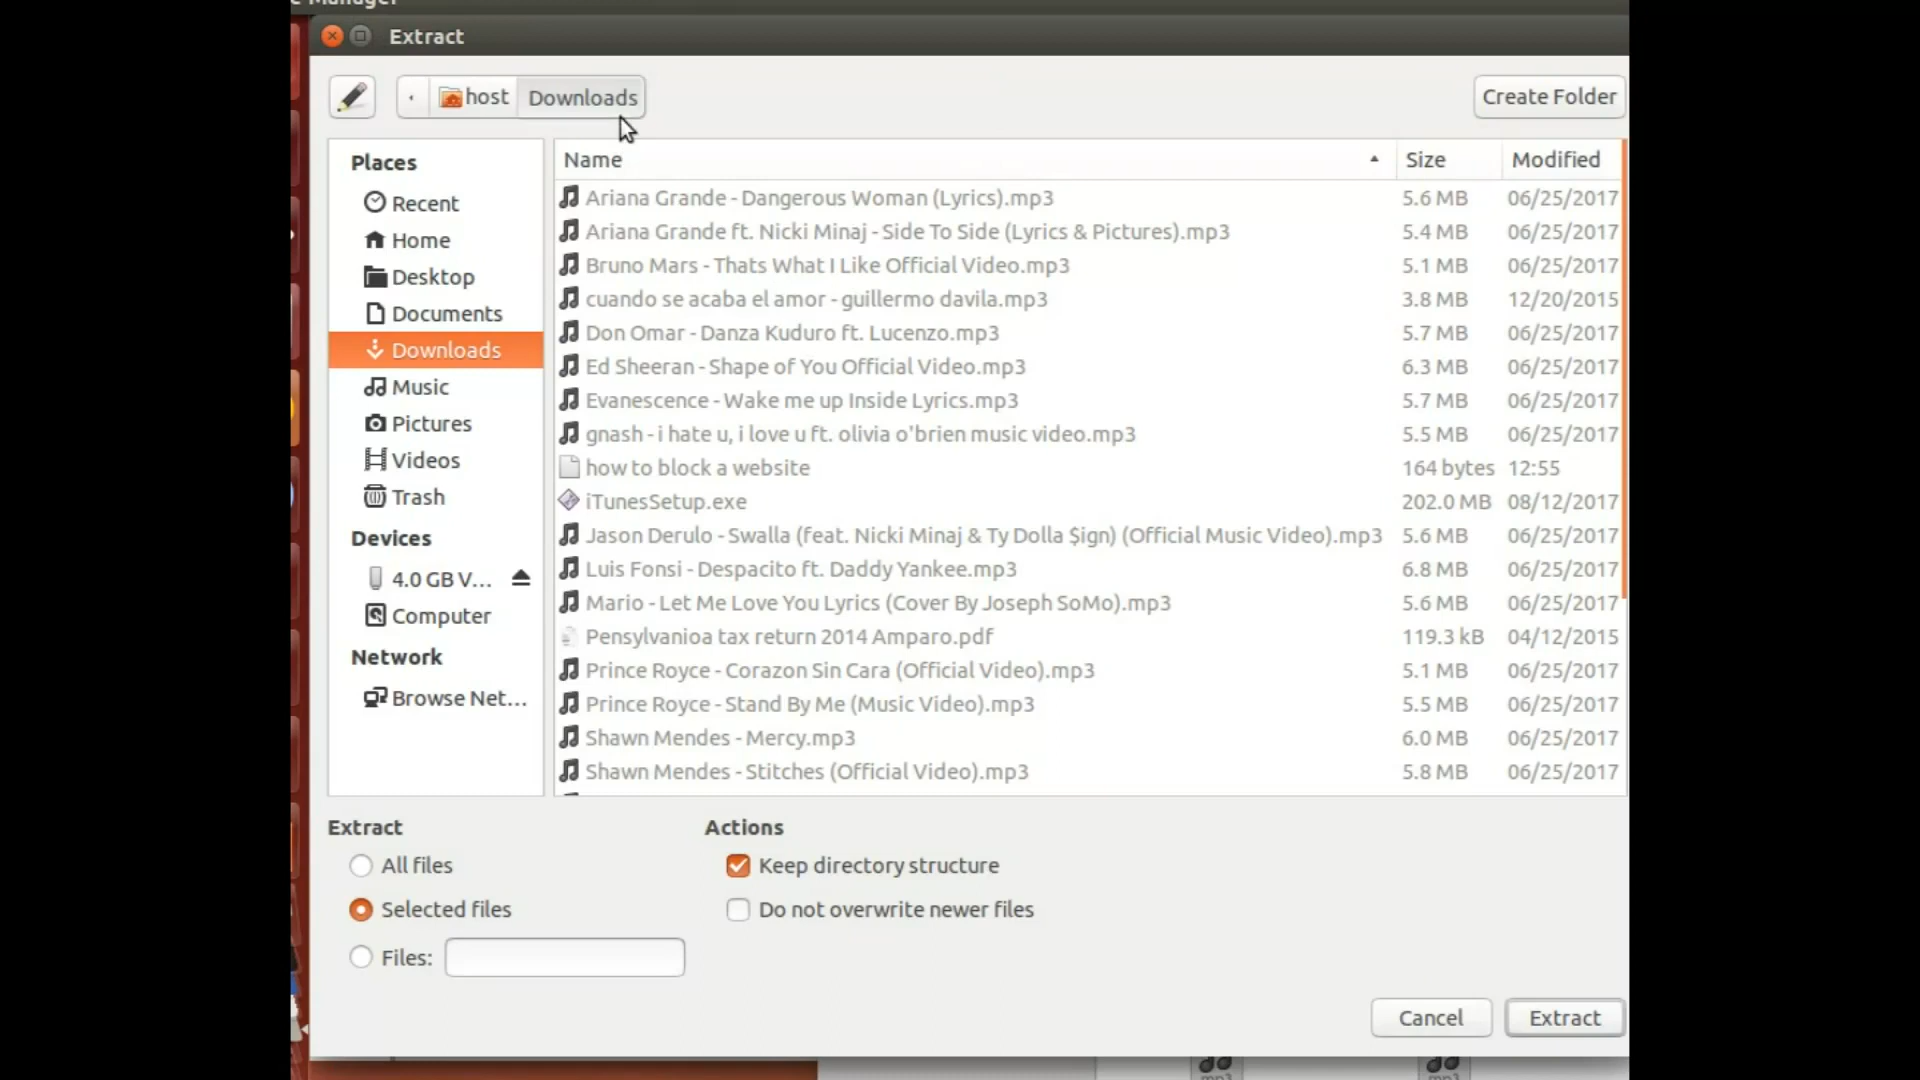 Extract
host
Downloads
Create Folder
Places
Recent
Home
Desktop
Documents
Downloads
Music
Pictures
Videos
Trash
Devices
4.0 GB V...
Computer
Network
Browse Net...
Name Size Modified
Ariana Grande - Dangerous Woman (Lyrics).mp3 5.6 MB 06/25/2017
Ariana Grande ft. Nicki Minaj - Side To Side (Lyrics & Pictures).mp3 5.4 MB 06/25/2017
Bruno Mars - Thats What I Like Official Video.mp3 5.1 MB 06/25/2017
cuando se acaba el amor - guillermo davila.mp3 3.8 MB 12/20/2015
Don Omar - Danza Kuduro ft. Lucenzo.mp3 5.7 MB 06/25/2017
Ed Sheeran - Shape of You Official Video.mp3 6.3 MB 06/25/2017
Evanescence - Wake me up Inside Lyrics.mp3 5.7 MB 06/25/2017
gnash - i hate u, i love u ft. olivia o'brien music video.mp3 5.5 MB 06/25/2017
how to block a website 164 bytes 12:55
iTunesSetup.exe 202.0 MB 08/12/2017
Jason Derulo - Swalla (feat. Nicki Minaj & Ty Dolla $ign) (Official Music Video).mp3 5.6 MB 06/25/2017
Luis Fonsi - Despacito ft. Daddy Yankee.mp3 6.8 MB 06/25/2017
Mario - Let Me Love You Lyrics (Cover By Joseph SoMo).mp3 5.6 MB 06/25/2017
Pensylvanioa tax return 2014 Amparo.pdf 119.3 kB 04/12/2015
Prince Royce - Corazon Sin Cara (Official Video).mp3 5.1 MB 06/25/2017
Prince Royce - Stand By Me (Music Video).mp3 5.5 MB 06/25/2017
Shawn Mendes - Mercy.mp3 6.0 MB 06/25/2017
Shawn Mendes - Stitches (Official Video).mp3 5.8 MB 06/25/2017
Extract
All files
Selected files
Files:
Actions
Keep directory structure
Do not overwrite newer files
Cancel
Extract